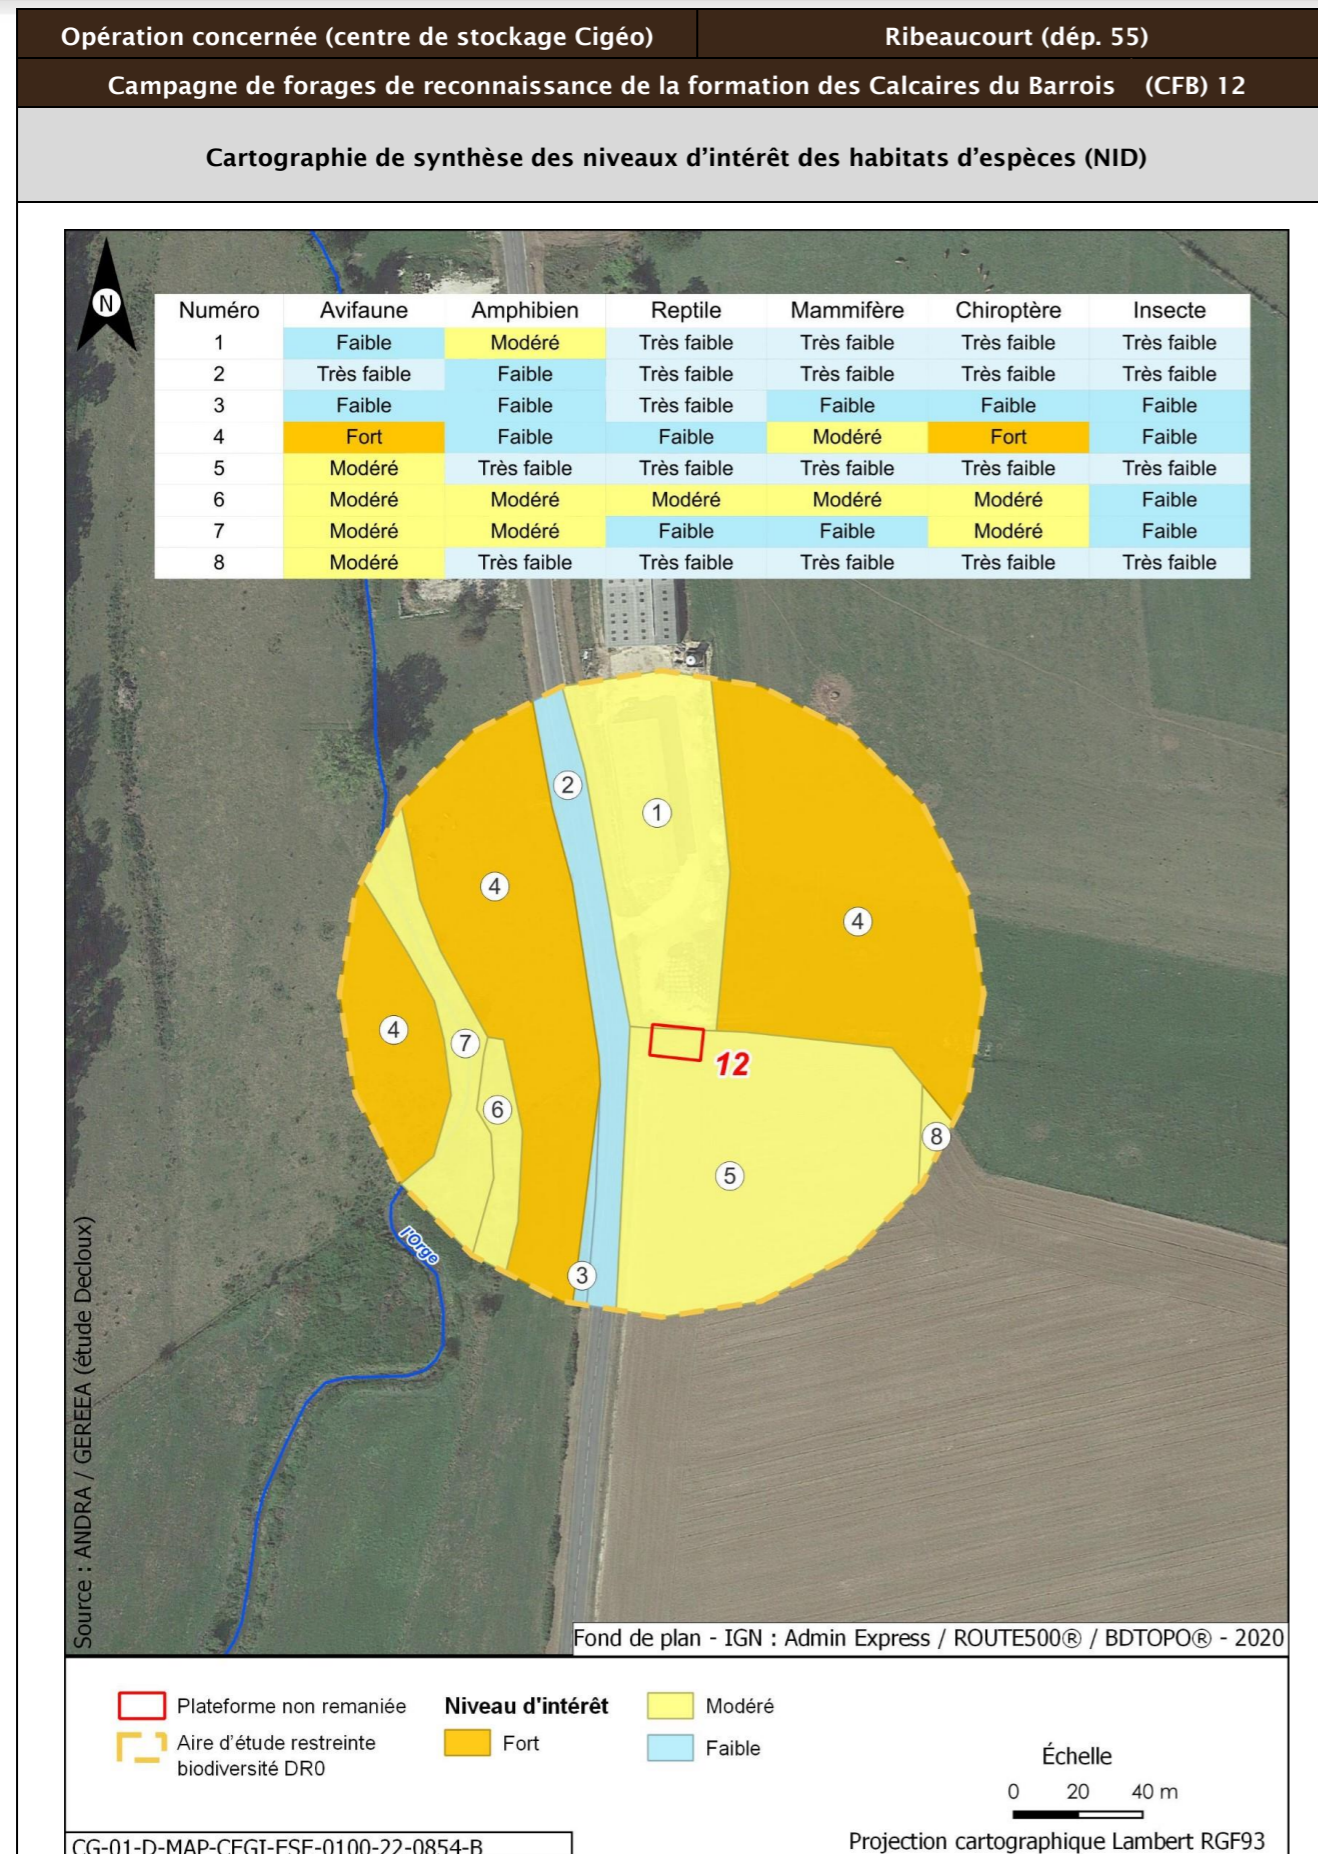 Opération concernée (centre de stockage Cigéo) Ribeaucourt (dép. 55)
Campagne de forages de reconnaissance de la formation des Calcaires du Barrois (CFB) 12
Cartographie de synthèse des niveaux d'intérêt des habitats d'espèces (NID)
N
Numéro Avifaune Amphibien Reptile Mammifère Chiroptère Insecte
1 Faible Modéré Très faible Très faible Très faible Très faible
2 Très faible Faible Très faible Très faible Très faible Très faible
3 Faible Faible Très faible Faible Faible Faible
4 Fort Faible Faible Modéré Fort Faible
5 Modéré Très faible Très faible Très faible Très faible Très faible
6 Modéré Modéré Modéré Modéré Modéré Faible
7 Modéré Modéré Faible Faible Modéré Faible
8 Modéré Très faible Très faible Très faible Très faible Très faible
2
1
4
4
4
7
12
6
8
5
l'Orge
3
Source : ANDRA / GEREEA (étude Decloux)
Fond de plan - IGN : Admin Express / ROUTE500® / BDTOPO® - 2020
Plateforme non remaniée
Aire d'étude restreinte
biodiversité DR0
Niveau d'intérêt
Fort
Modéré
Faible
Échelle
0 20 40 m
Projection cartographique Lambert RGF93
CG-01-D-MAP-CEGI-ESE-0100-22-0854-B